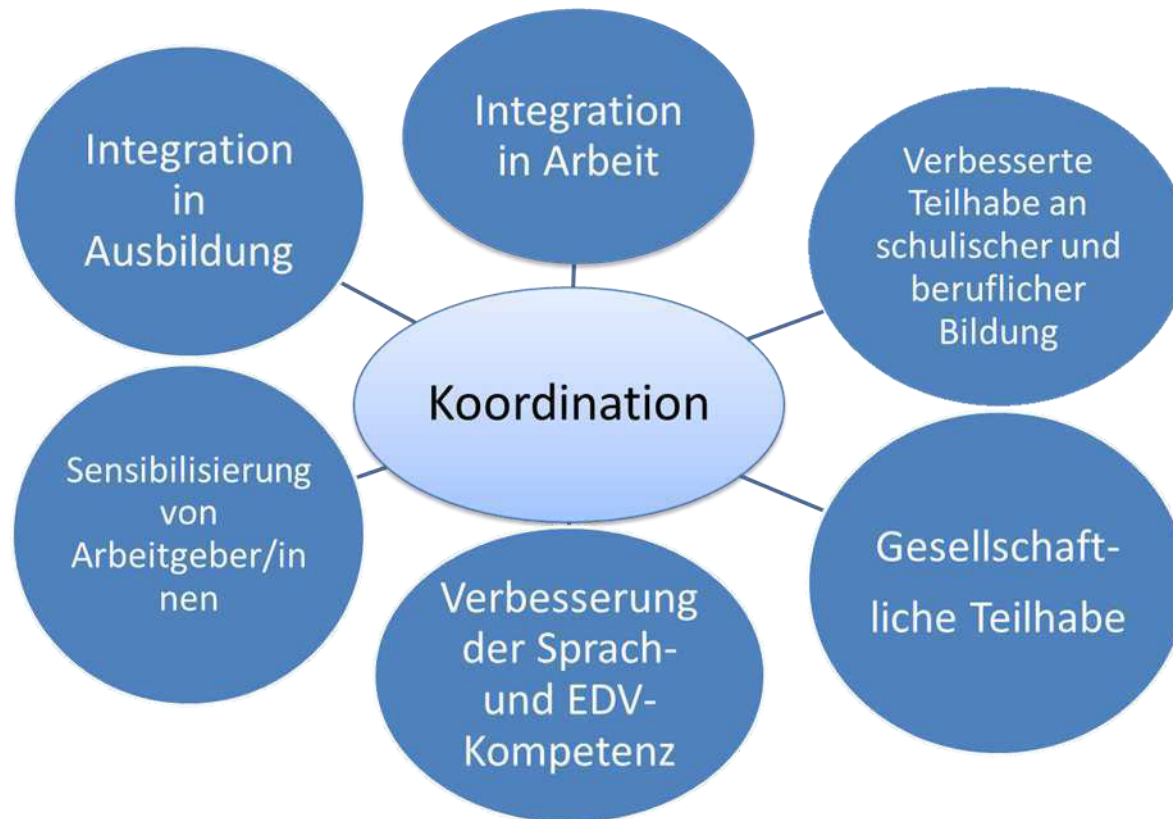 Integration
in
Ausbildung
Integration
in Arbeit
Verbesserte
Teilhabe an
schulischer und
beruflicher
Bildung
Koordination
Sensibilisierung
von
Arbeitgeber/in
nen
Verbesserung
der Sprach-
und EDV-
Kompetenz
Gesellschaft-
liche Teilhabe